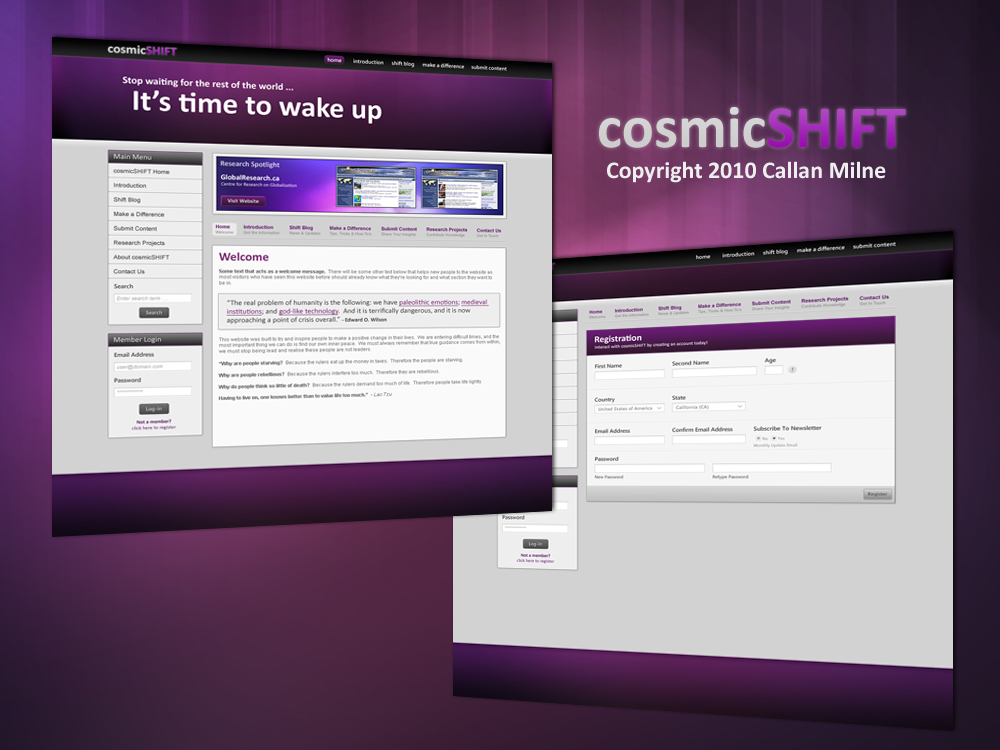 cosmicSHIFT
home introduction shift blog make a difference submit content
Stop waiting for the rest of the world ...
It's time to wake up
Main Menu
cosmicSHIFT Home
Introduction
Shift Blog
Make a Difference
Submit Content
Research Projects
About cosmicSHIFT
Contact Us
Search
Enter search term ...
Search
Member Login
Email Address
user@domain.com
Password
Log-in
Not a member?
click here to register
Research Spotlight
GlobalResearch.ca
Centre for Research on Globalization
Visit Website
Home Introduction Shift Blog Make a Difference Submit Content Research Projects Contact Us
Welcome Get the Information News & Updates Tips, Tricks & How-To's Share Your Insights Contribute Knowledge Get In Touch
Welcome
Some text that acts as a welcome message. There will be some other text below that helps new people to the website as
most visitors who have seen this website before should already know what they're looking for and what section they want
to be in.
"The real problem of humanity is the following: we have paleolithic emotions; medieval
institutions; and god-like technology. And it is terrifically dangerous, and it is now
approaching a point of crisis overall." - Edward O. Wilson
This website was built to try and inspire people to make a positive change in their lives. We are entering difficult times, and the
most important thing we can do is find our own inner peace. We must always remember that true guidance comes from within,
we must stop being lead and realise these people are not leaders.
"Why are people starving? Because the rulers eat up the money in taxes. Therefore the people are starving.
Why are people rebellious? Because the rulers interfere too much. Therefore they are rebellious.
Why do people think so little of death? Because the rulers demand too much of life. Therefore people take life lightly.
Having to live on, one knows better than to value life too much." - Lao Tzu
cosmicSHIFT
Copyright 2010 Callan Milne
home introduction shift blog make a difference submit content
Home Introduction Shift Blog Make a Difference Submit Content Research Projects Contact Us
Welcome Get the Information News & Updates Tips, Tricks & How-To's Share Your Insights Contribute Knowledge Get In Touch
Registration
Interact with cosmicSHIFT by creating an account today!
First Name Second Name Age
?
Country State
United States of America California (CA)
Email Address Confirm Email Address Subscribe To Newsletter
No Yes
Monthly Update Email
Password
New Password Retype Password
Register
Password
Log-in
Not a member?
click here to register